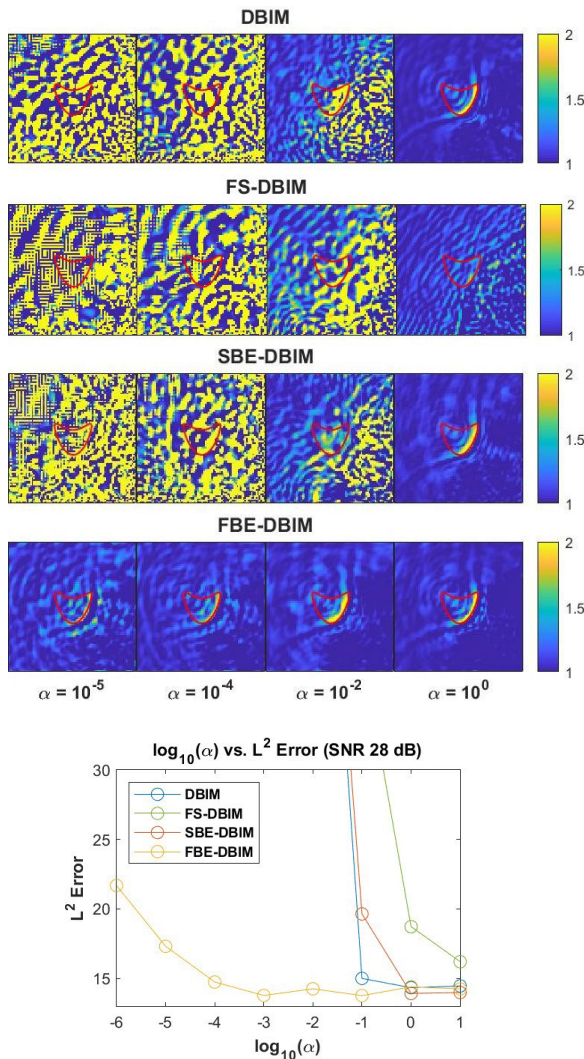 DBIM
2
1.5
1
FS-DBIM
2
1.5
1
SBE-DBIM
2
1.5
1
FBE-DBIM
2
1.5
1
α = 10⁻⁵ α = 10⁻⁴ α = 10⁻² α = 10⁰
log₁₀(α) vs. L² Error (SNR 28 dB)
30
DBIM
FS-DBIM
SBE-DBIM
FBE-DBIM
25
L² Error
20
15
-6 -5 -4 -3 -2 -1 0 1
log₁₀(α)